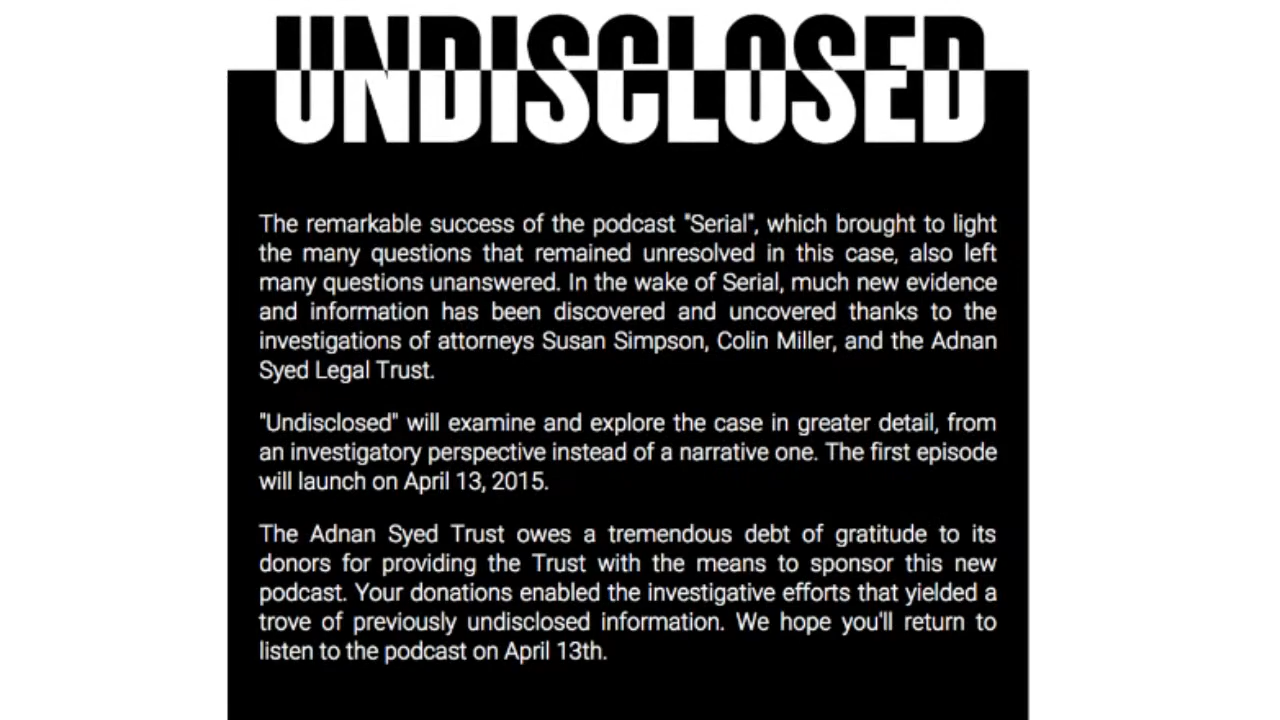 UNDISCLOSED
The remarkable success of the podcast "Serial", which brought to light
the many questions that remained unresolved in this case, also left
many questions unanswered. In the wake of Serial, much new evidence
and information has been discovered and uncovered thanks to the
investigations of attorneys Susan Simpson, Colin Miller, and the Adnan
Syed Legal Trust.
"Undisclosed" will examine and explore the case in greater detail, from
an investigatory perspective instead of a narrative one. The first episode
will launch on April 13, 2015.
The Adnan Syed Trust owes a tremendous debt of gratitude to its
donors for providing the Trust with the means to sponsor this new
podcast. Your donations enabled the investigative efforts that yielded a
trove of previously undisclosed information. We hope you'll return to
listen to the podcast on April 13th.